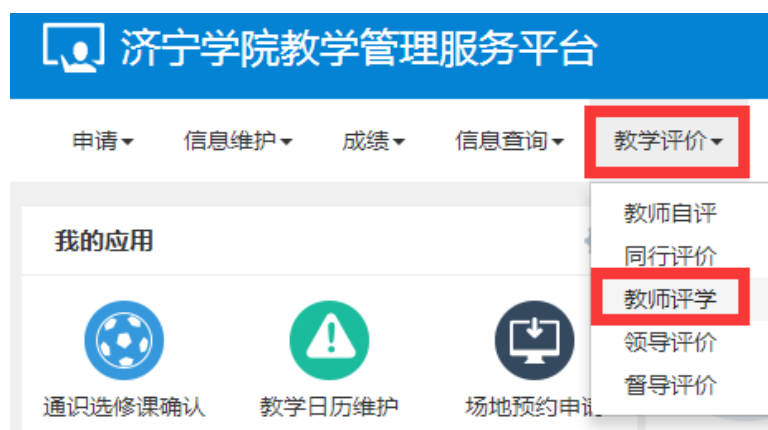 济宁学院教学管理服务平台
申请 信息维护 成绩 信息查询 教学评价
教师自评
我的应用
同行评价
教师评学
领导评价
督导评价
通识选修课确认 教学日历维护 场地预约申请